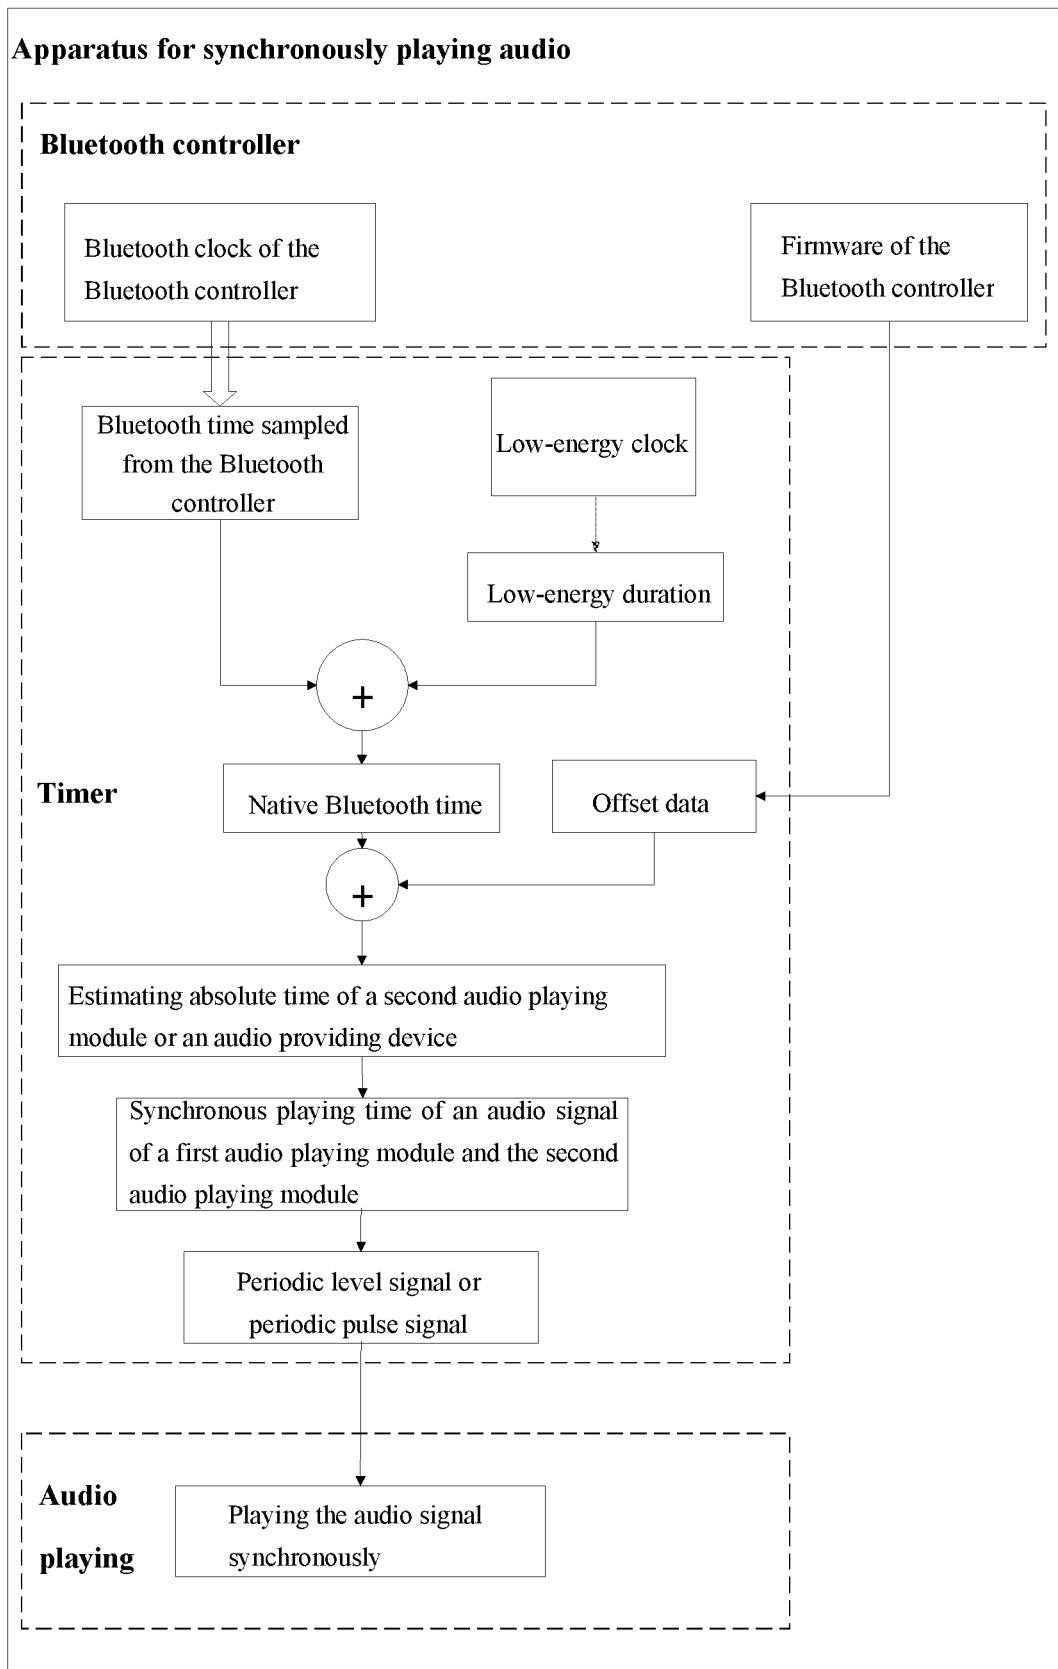 Apparatus for synchronously playing audio
Bluetooth controller
Bluetooth clock of the
Bluetooth controller
Firmware of the
Bluetooth controller
Bluetooth time sampled
from the Bluetooth
controller
Low-energy clock
Low-energy duration
+
Timer
Native Bluetooth time
Offset data
+
Estimating absolute time of a second audio playing
module or an audio providing device
Synchronous playing time of an audio signal
of a first audio playing module and the second
audio playing module
Periodic level signal or
periodic pulse signal
Audio
playing
Playing the audio signal
synchronously